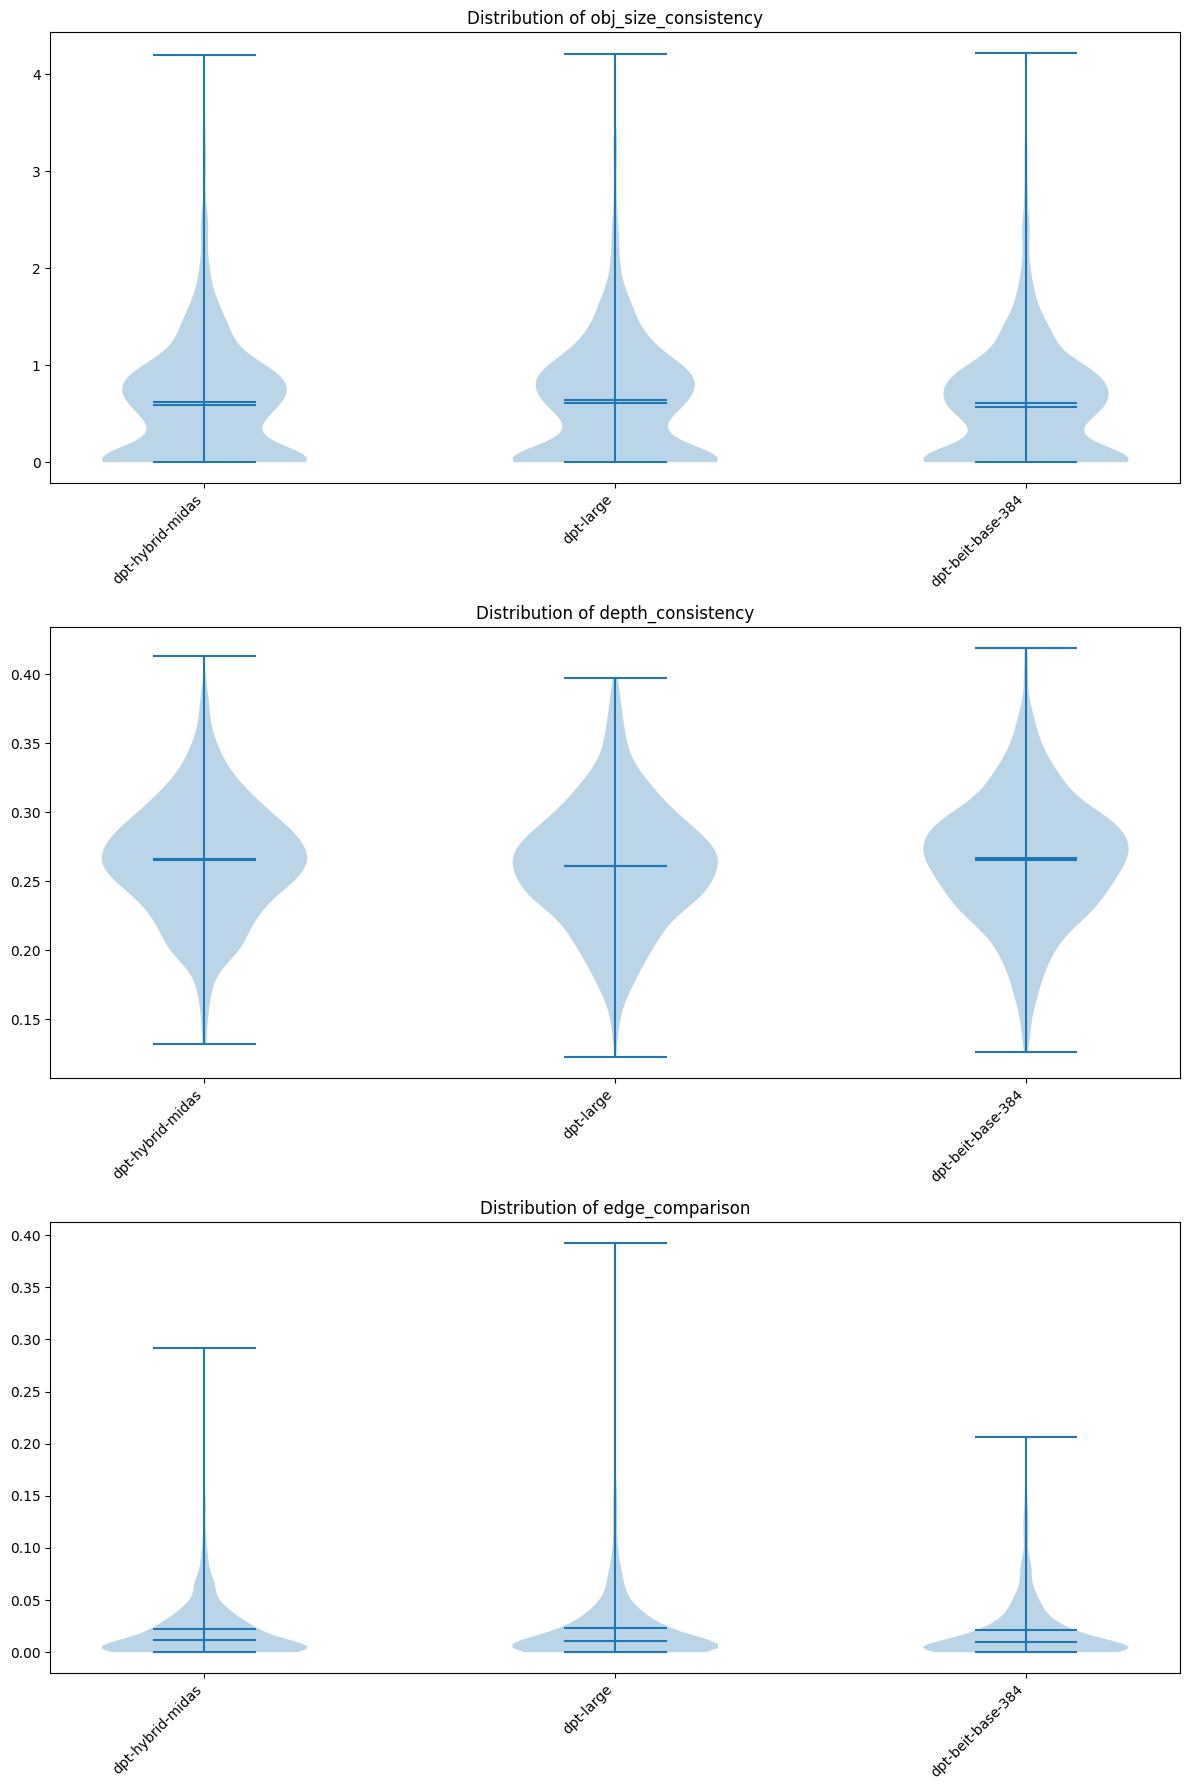 Distribution of obj_size_consistency
4
3
2
1
0
dpt-hybrid-midas
dpt-large
dpt-beit-base-384
Distribution of depth_consistency
0.40
0.35
0.30
0.25
0.20
0.15
dpt-hybrid-midas
dpt-large
dpt-beit-base-384
Distribution of edge_comparison
0.40
0.35
0.30
0.25
0.20
0.15
0.10
0.05
0.00
dpt-hybrid-midas
dpt-large
dpt-beit-base-384